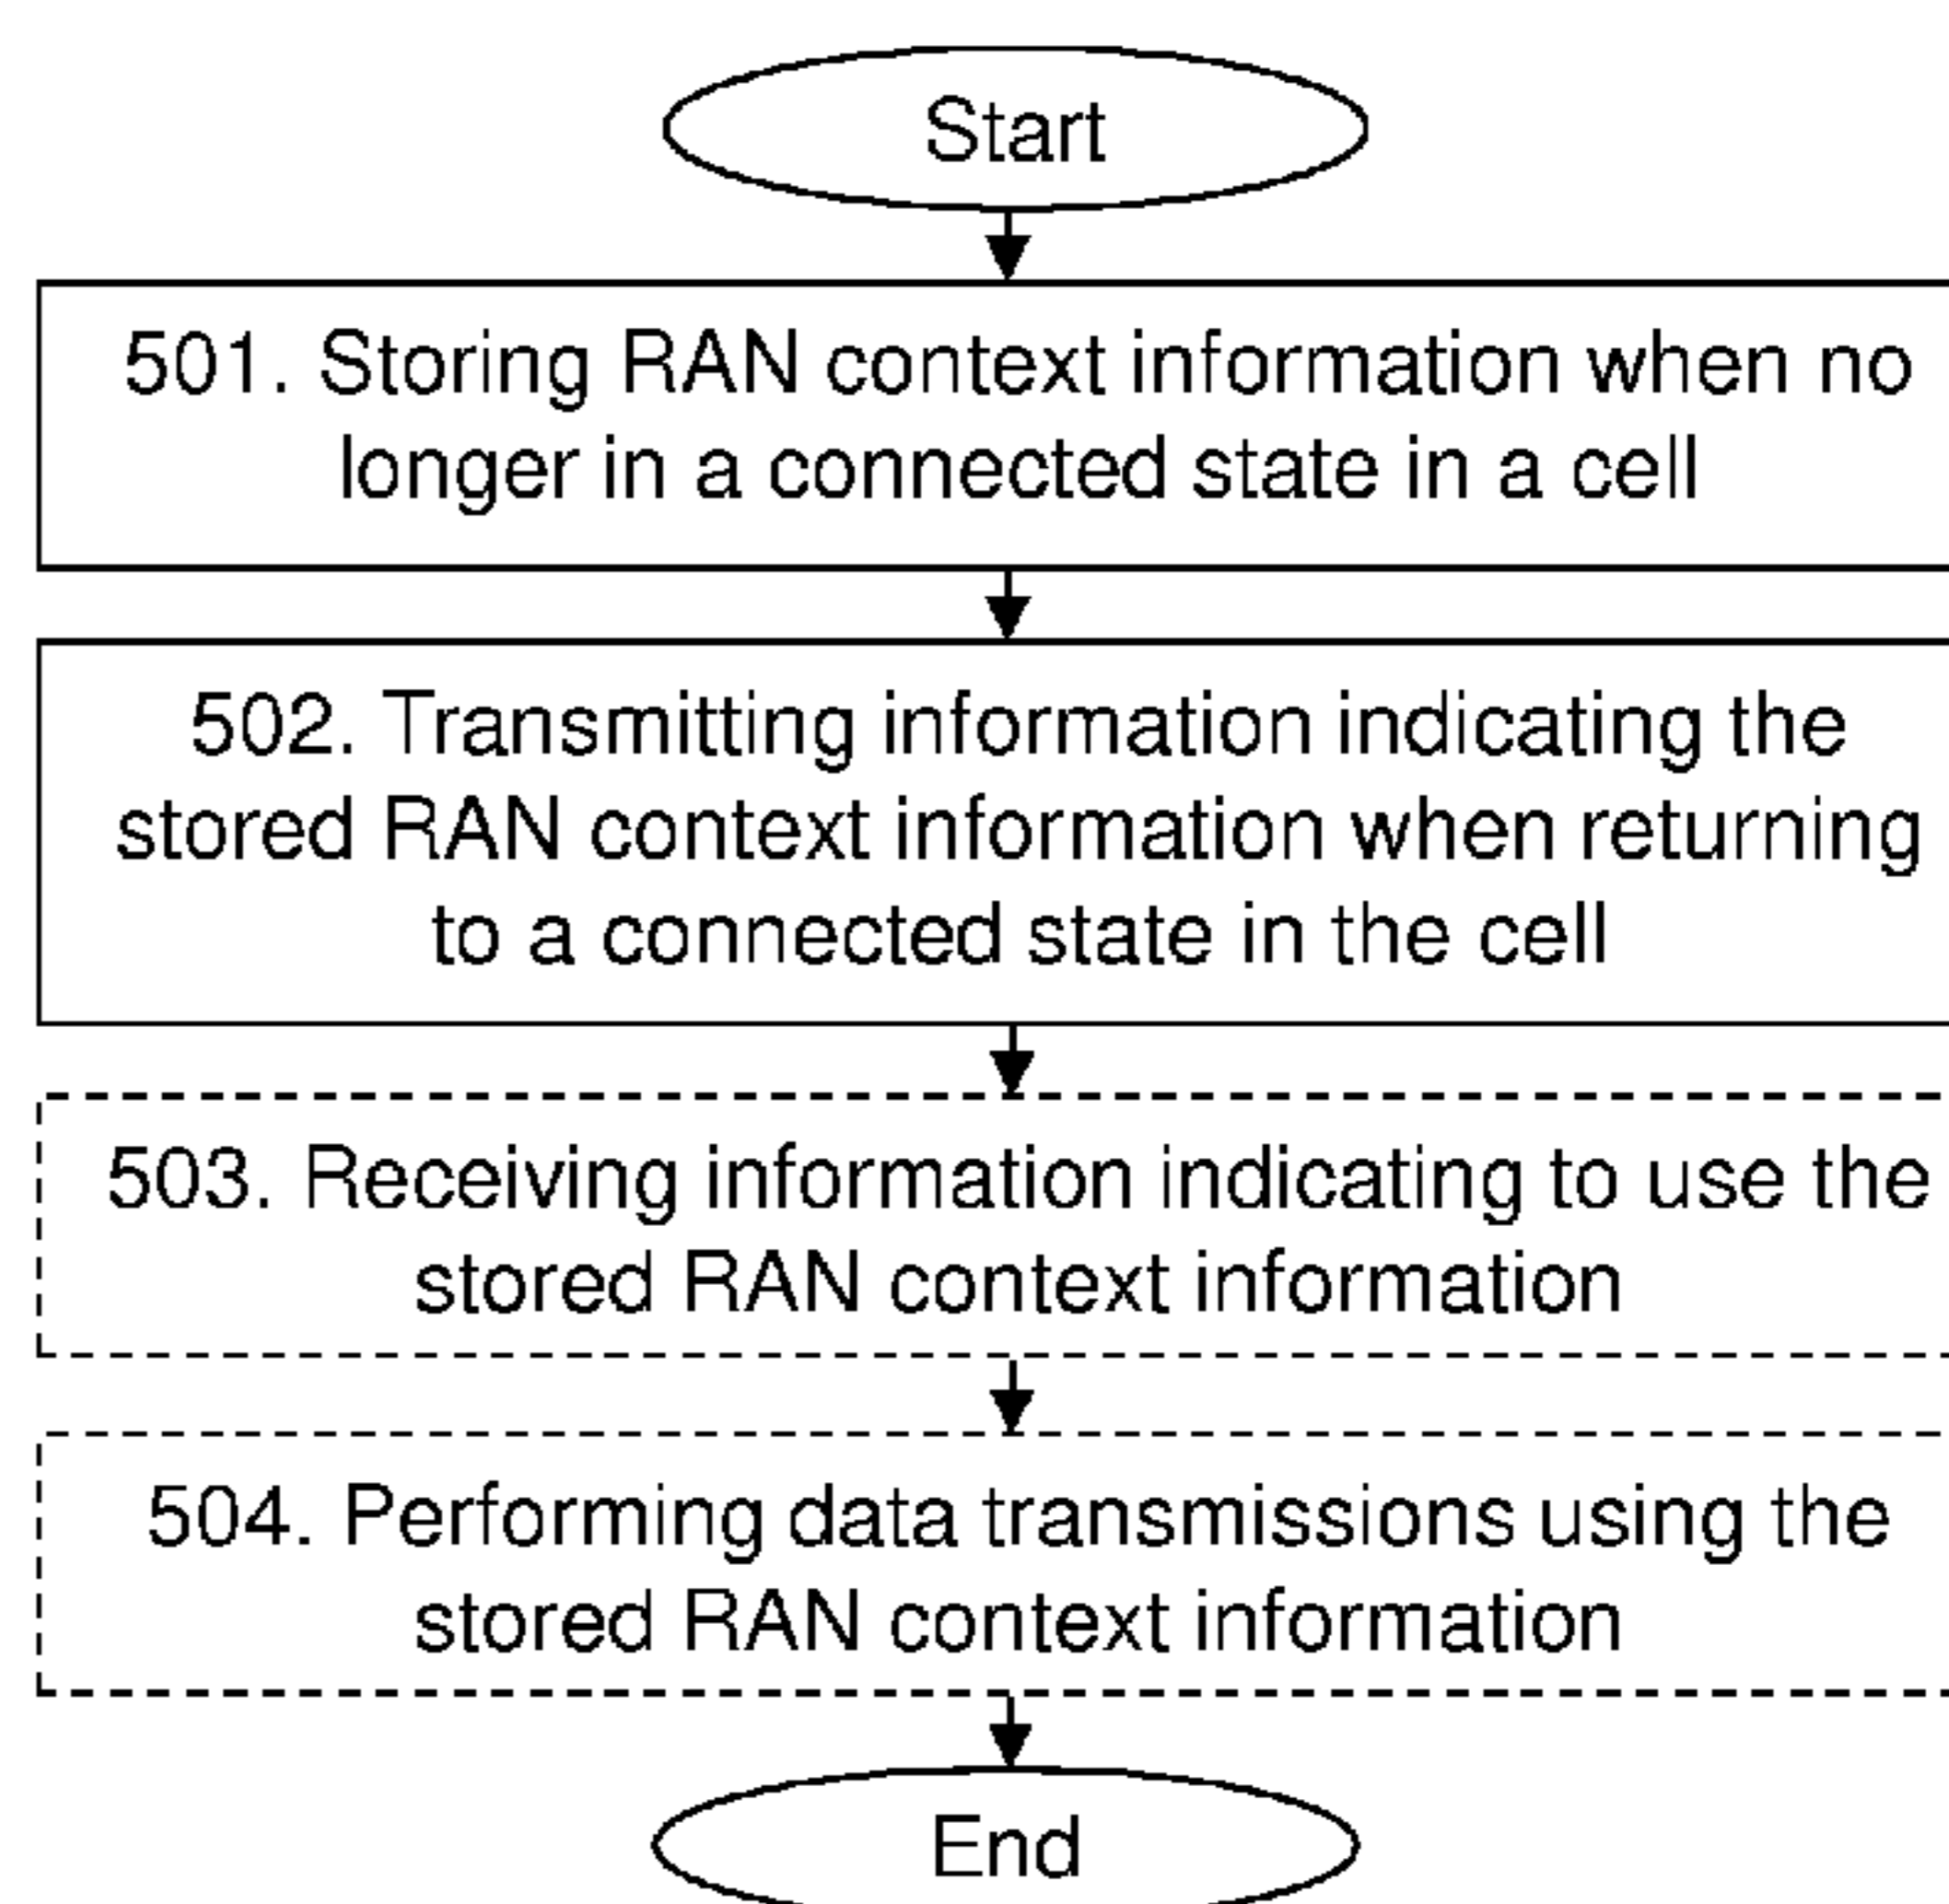 Start
501. Storing RAN context information when no
longer in a connected state in a cell
502. Transmitting information indicating the
stored RAN context information when returning
to a connected state in the cell
503. Receiving information indicating to use the
stored RAN context information
504. Performing data transmissions using the
stored RAN context information
End